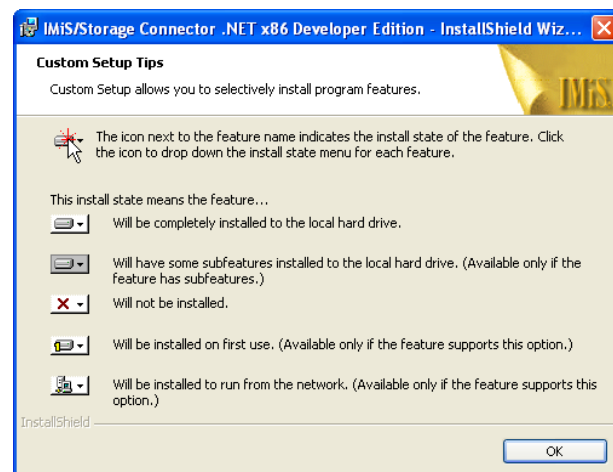 IMiS/Storage Connector .NET x86 Developer Edition - InstallShield Wiz...
Custom Setup Tips
Custom Setup allows you to selectively install program features.
IMiS
The icon next to the feature name indicates the install state of the feature. Click
the icon to drop down the install state menu for each feature.
This install state means the feature...
Will be completely installed to the local hard drive.
Will have some subfeatures installed to the local hard drive. (Available only if the
feature has subfeatures.)
Will not be installed.
Will be installed on first use. (Available only if the feature supports this option.)
Will be installed to run from the network. (Available only if the feature supports this
option.)
InstallShield
OK